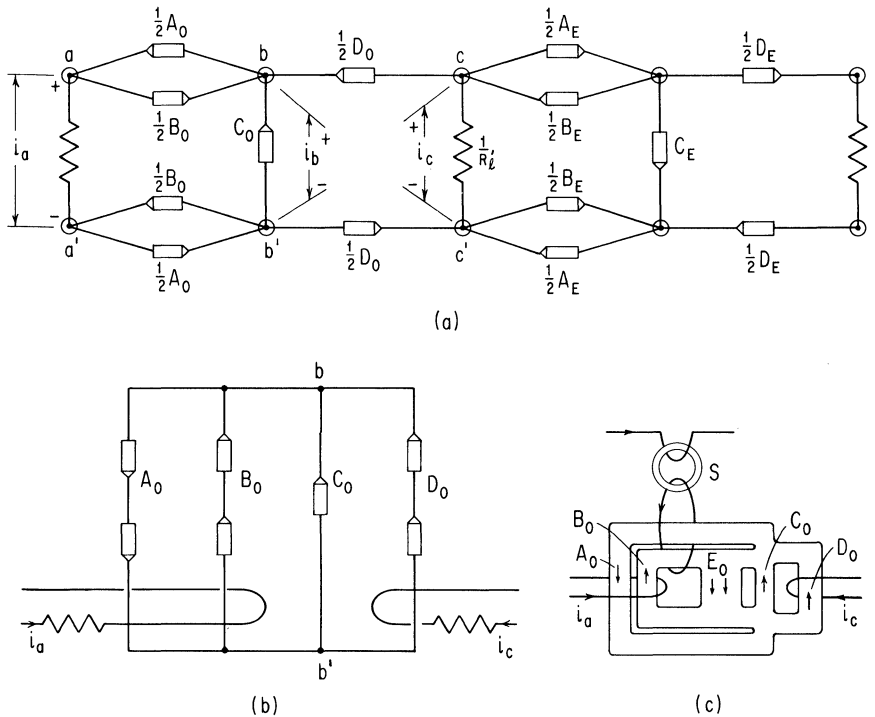 ½A₀ ½A_E
a b ½D₀ c ½D_E
+ ½B₀ C₀ + + ½B_E
i_a i_b i_c 1/R'_ℓ C_E
− ½B₀ − − ½B_E
a' b' c'
½A₀ ½D₀ ½A_E ½D_E
(a)
b
A₀ B₀ C₀ D₀
i_a i_c
b'
(b)
S
B₀ C₀
A₀ E₀ D₀
i_a i_c
(c)